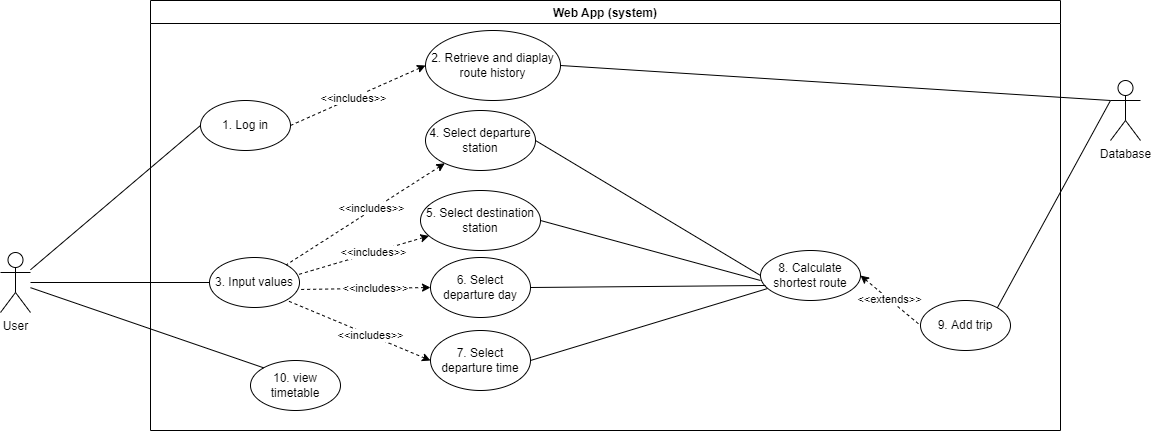 Web App (system)
2. Retrieve and diaplay
route history
<<includes>>
1. Log in
4. Select departure
station
Database
<<includes>>
5. Select destination
station
<<includes>>
3. Input values
6. Select
departure day
<<includes>>
8. Calculate
shortest route
<<extends>>
9. Add trip
User
<<includes>>
7. Select
departure time
10. view
timetable